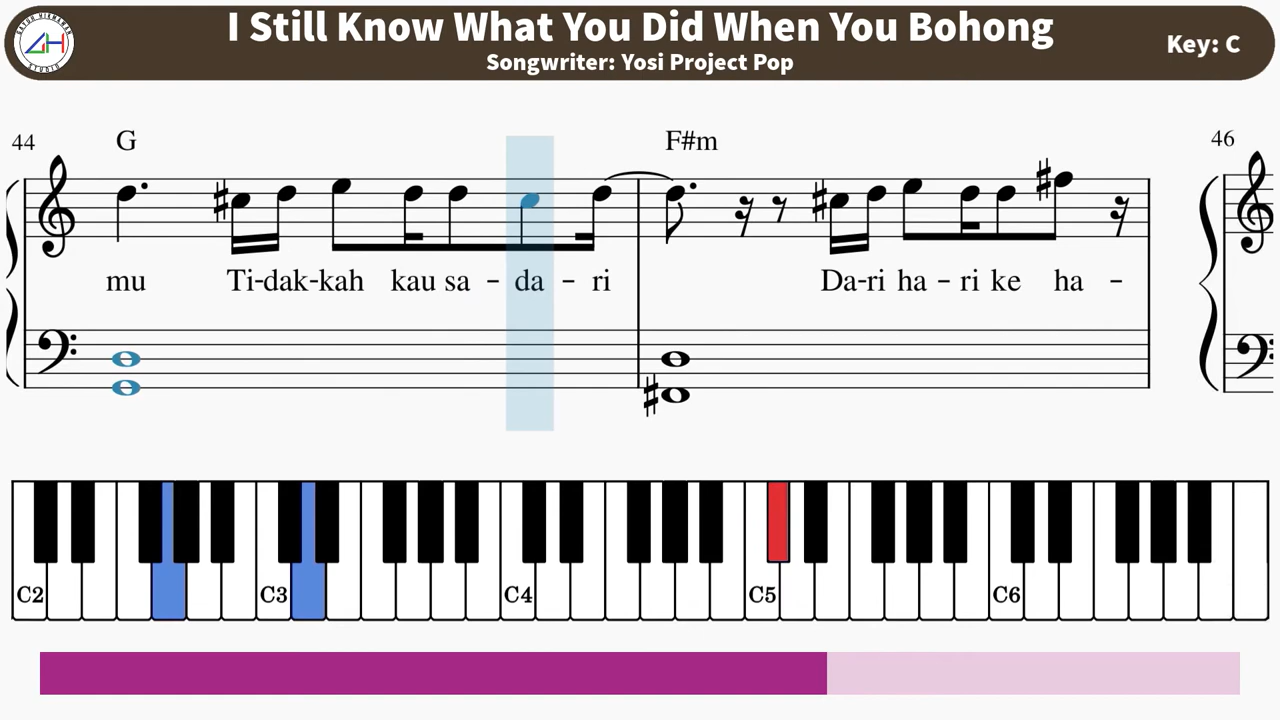 I Still Know What You Did When You Bohong
Songwriter: Yosi Project Pop
Key: C
44 G F#m 46
mu Ti-dak-kah kau sa - da - ri Da-ri ha - ri ke ha -
C2 C3 C4 C5 C6